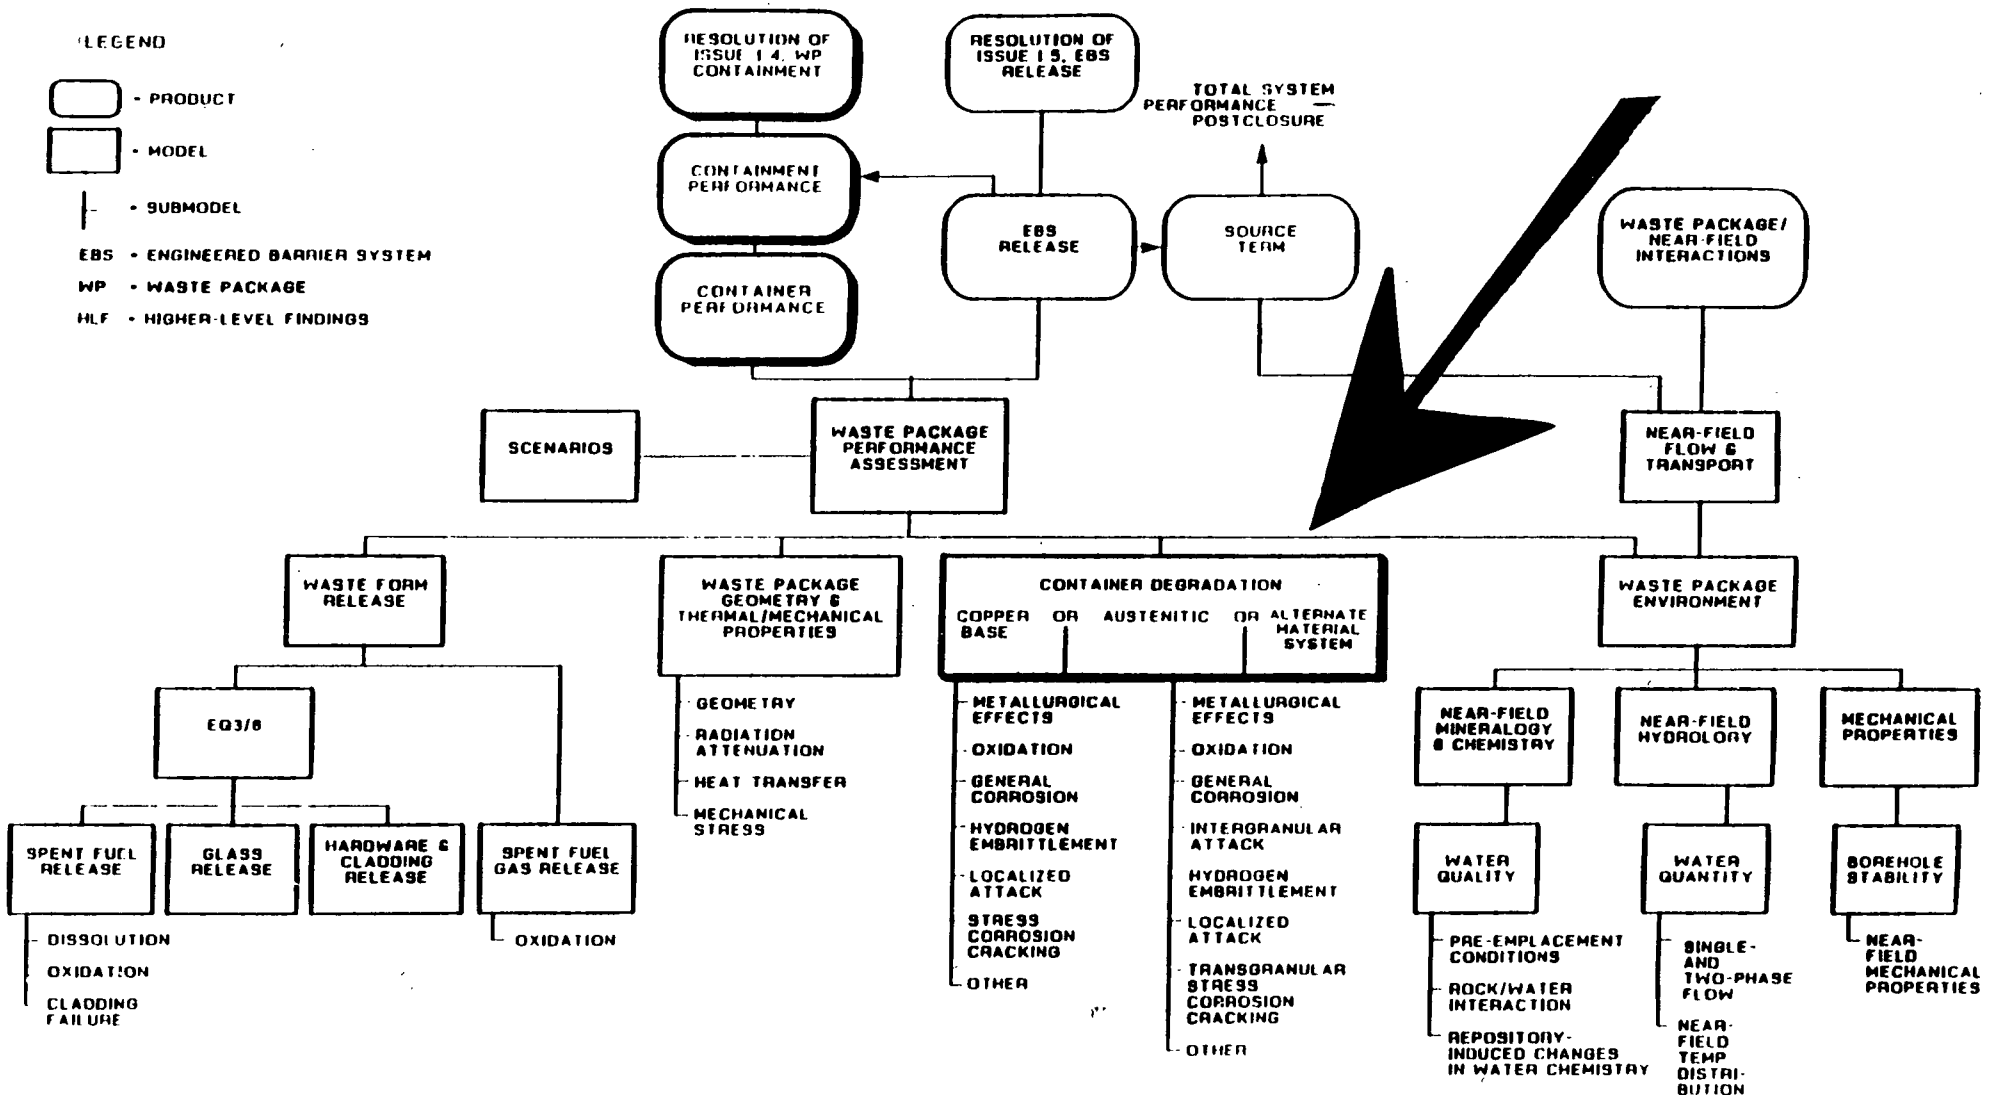 LEGEND
- PRODUCT
- MODEL
- SUBMODEL
EBS - ENGINEERED BARRIER SYSTEM
WP - WASTE PACKAGE
HLF - HIGHER-LEVEL FINDINGS
RESOLUTION OF
ISSUE 1 4, WP
CONTAINMENT
RESOLUTION OF
ISSUE 1 5, EBS
RELEASE
TOTAL SYSTEM
PERFORMANCE —
POSTCLOSURE
CONTAINMENT
PERFORMANCE
EBS
RELEASE
SOURCE
TERM
WASTE PACKAGE/
NEAR-FIELD
INTERACTIONS
CONTAINER
PERFORMANCE
SCENARIOS
WASTE PACKAGE
PERFORMANCE
ASSESSMENT
NEAR-FIELD
FLOW &
TRANSPORT
WASTE FORM
RELEASE
WASTE PACKAGE
GEOMETRY &
THERMAL/MECHANICAL
PROPERTIES
CONTAINER DEGRADATION
COPPER
BASE
OR
AUSTENITIC
OR
ALTERNATE
MATERIAL
SYSTEM
WASTE PACKAGE
ENVIRONMENT
EQ3/6
SPENT FUEL
RELEASE
GLASS
RELEASE
HARDWARE &
CLADDING
RELEASE
SPENT FUEL
GAS RELEASE
DISSOLUTION
OXIDATION
CLADDING
FAILURE
OXIDATION
GEOMETRY
RADIATION
ATTENUATION
HEAT TRANSFER
MECHANICAL
STRESS
METALLURGICAL
EFFECTS
OXIDATION
GENERAL
CORROSION
HYDROGEN
EMBRITTLEMENT
LOCALIZED
ATTACK
STRESS
CORROSION
CRACKING
OTHER
METALLURGICAL
EFFECTS
OXIDATION
GENERAL
CORROSION
INTERGRANULAR
ATTACK
HYDROGEN
EMBRITTLEMENT
LOCALIZED
ATTACK
TRANSGRANULAR
STRESS
CORROSION
CRACKING
OTHER
NEAR-FIELD
MINERALOGY
& CHEMISTRY
NEAR-FIELD
HYDROLOGY
MECHANICAL
PROPERTIES
WATER
QUALITY
WATER
QUANTITY
BOREHOLE
STABILITY
PRE-EMPLACEMENT
CONDITIONS
ROCK/WATER
INTERACTION
REPOSITORY-
INDUCED CHANGES
IN WATER CHEMISTRY
SINGLE-
AND
TWO-PHASE
FLOW
NEAR-
FIELD
TEMP
DISTRI-
BUTION
NEAR-
FIELD
MECHANICAL
PROPERTIES